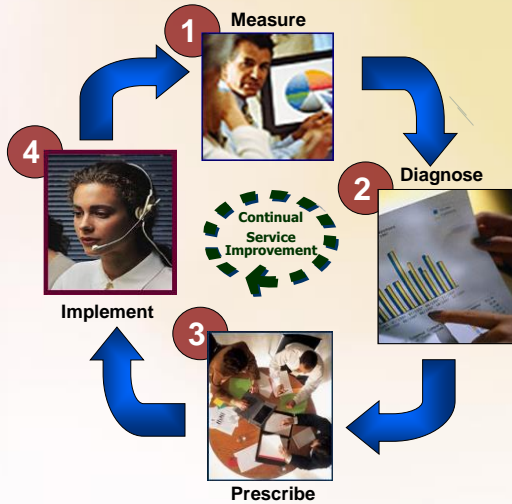 1
Measure
2
Diagnose
3
Prescribe
4
Implement
Continual
Service
Improvement